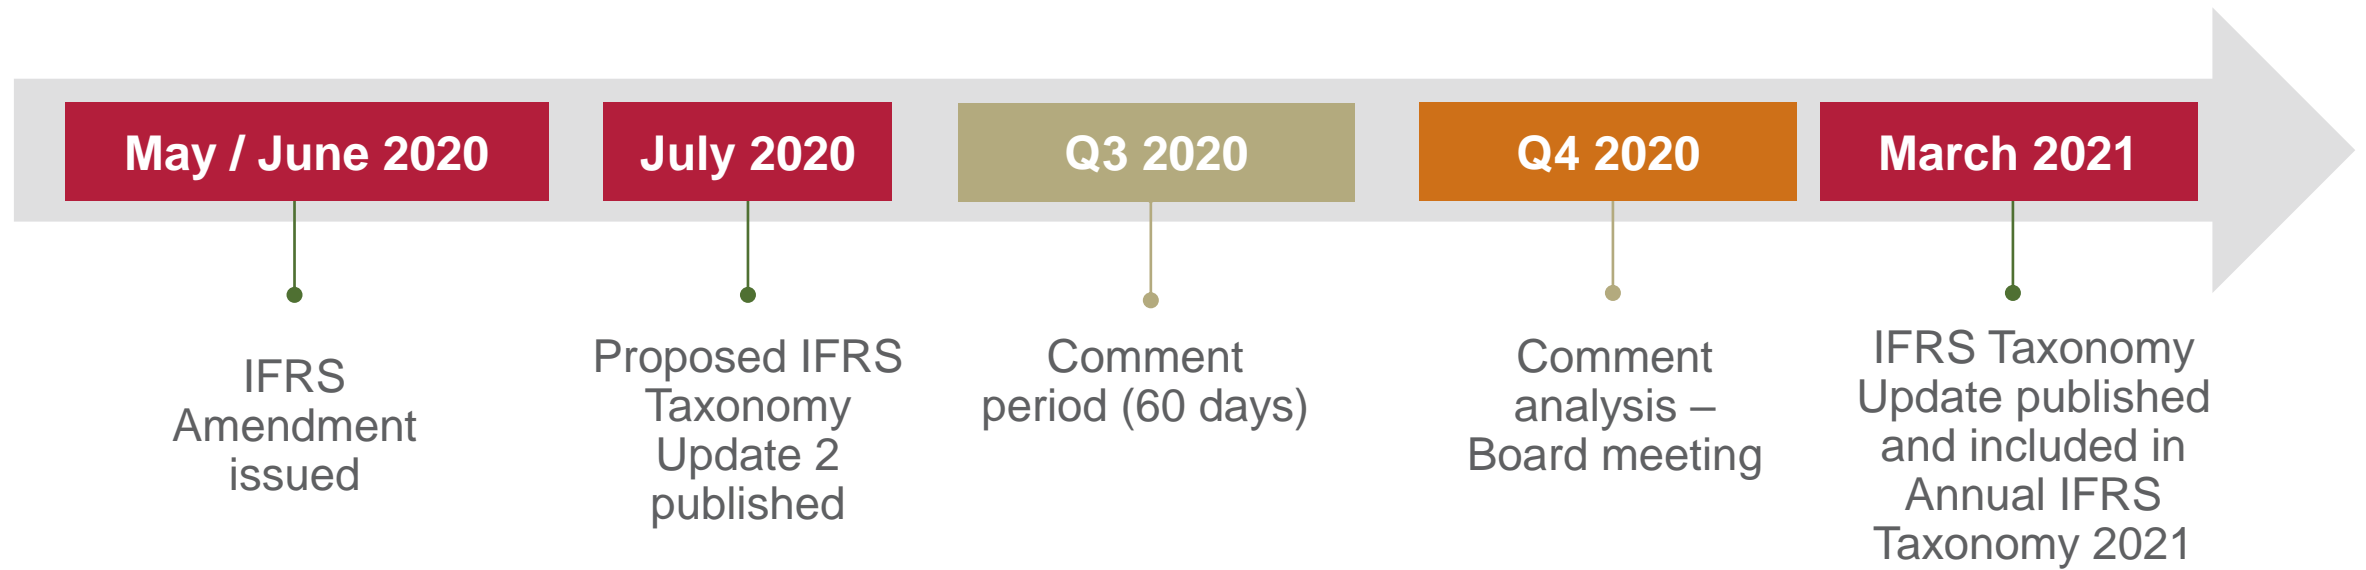 May / June 2020
July 2020
Q3 2020
Q4 2020
March 2021
IFRS
Amendment
issued
Proposed IFRS
Taxonomy
Update 2
published
Comment
period (60 days)
Comment
analysis –
Board meeting
IFRS Taxonomy
Update published
and included in
Annual IFRS
Taxonomy 2021